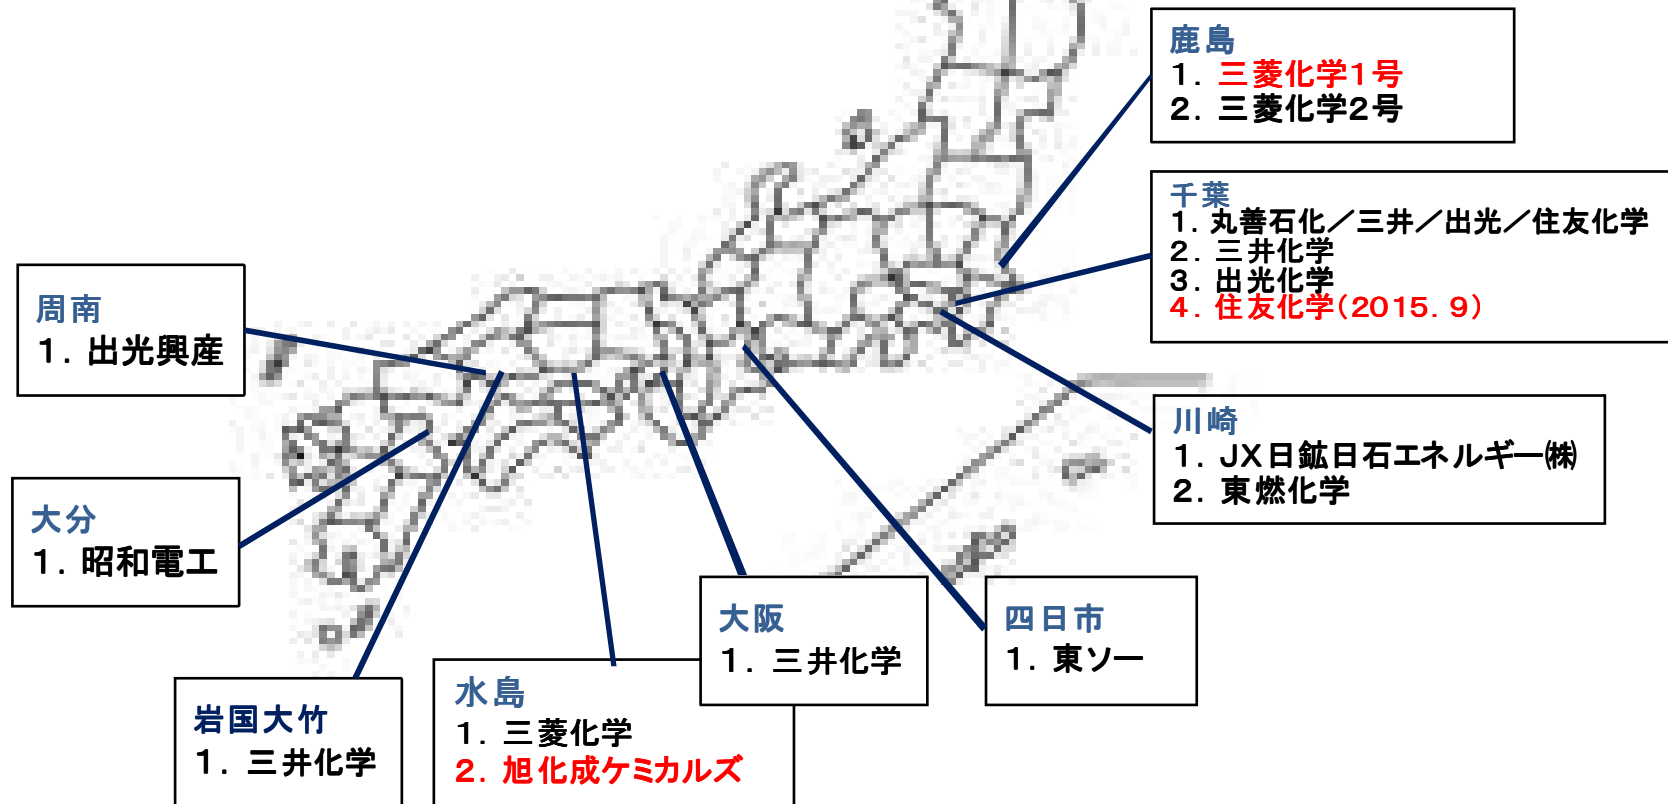 鹿島
1. 三菱化学1号
2. 三菱化学2号
千葉
1. 丸善石化／三井／出光／住友化学
2. 三井化学
3. 出光化学
4. 住友化学(2015.9)
周南
1. 出光興産
川崎
1. JX日鉱日石エネルギー㈱
2. 東燃化学
大分
1. 昭和電工
大阪
1. 三井化学
四日市
1. 東ソー
岩国大竹
1. 三井化学
水島
1. 三菱化学
2. 旭化成ケミカルズ